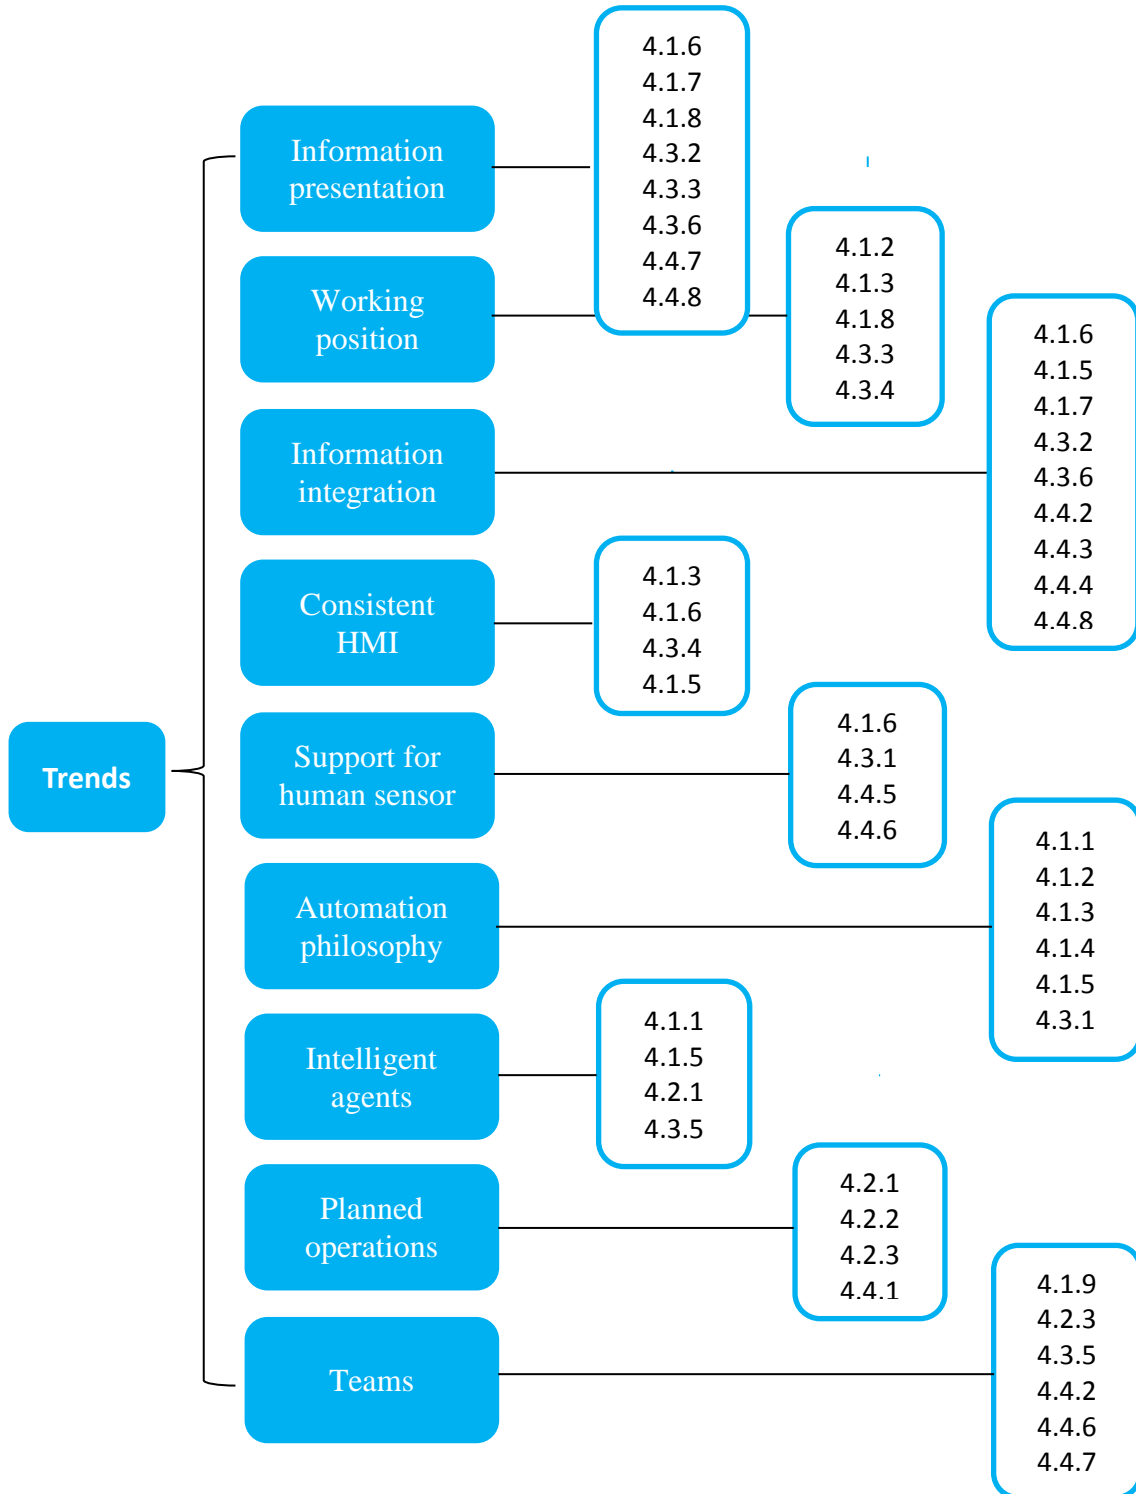 Trends
Information
presentation
4.1.6
4.1.7
4.1.8
4.3.2
4.3.3
4.3.6
4.4.7
4.4.8
Working
position
4.1.2
4.1.3
4.1.8
4.3.3
4.3.4
Information
integration
4.1.6
4.1.5
4.1.7
4.3.2
4.3.6
4.4.2
4.4.3
4.4.4
4.4.8
Consistent
HMI
4.1.3
4.1.6
4.3.4
4.1.5
Support for
human sensor
4.1.6
4.3.1
4.4.5
4.4.6
Automation
philosophy
4.1.1
4.1.2
4.1.3
4.1.4
4.1.5
4.3.1
Intelligent
agents
4.1.1
4.1.5
4.2.1
4.3.5
Planned
operations
4.2.1
4.2.2
4.2.3
4.4.1
Teams
4.1.9
4.2.3
4.3.5
4.4.2
4.4.6
4.4.7